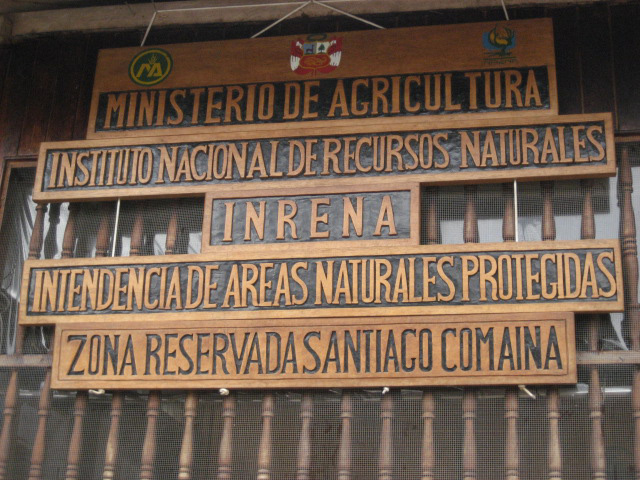 MINISTERIO DE AGRICULTURA
INSTITUTO NACIONAL DE RECURSOS NATURALES
INRENA
INTENDENCIA DE AREAS NATURALES PROTEGIDAS
ZONA RESERVADA SANTIAGO COMAINA